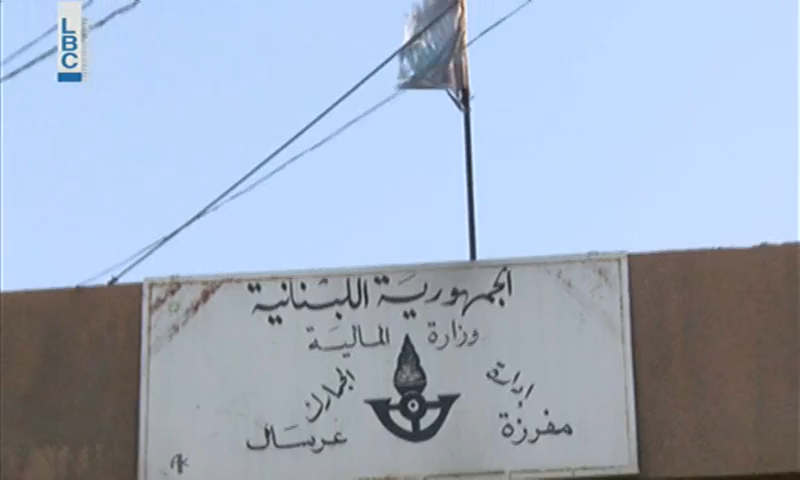 LBC
الجمهورية اللبنانية
وزارة المالية
إدارة الجمارك
مفرزة عرسال